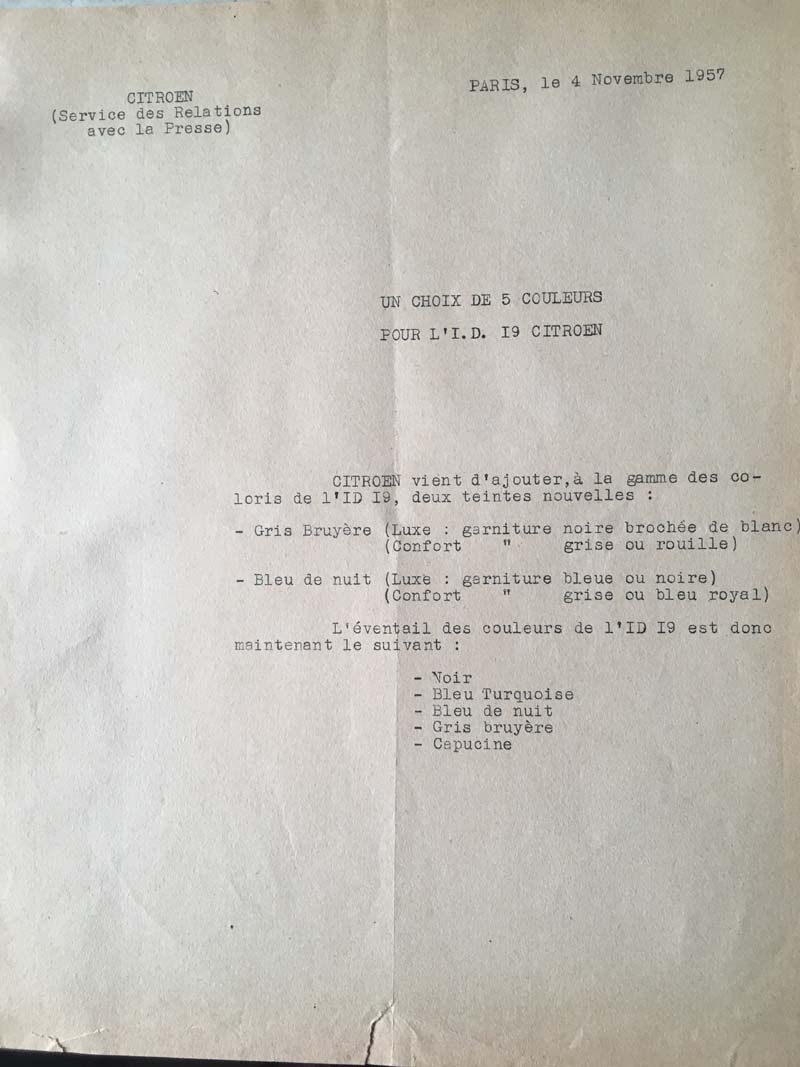 CITROEN
(Service des Relations
avec la Presse)
PARIS, le 4 Novembre 1957
UN CHOIX DE 5 COULEURS
POUR L'I.D. I9 CITROEN
CITROEN vient d'ajouter,à la gamme des co-
loris de l'ID I9, deux teintes nouvelles :
- Gris Bruyère (Luxe : garniture noire brochée de blanc)
(Confort " grise ou rouille)
- Bleu de nuit (Luxe : garniture bleue ou noire)
(Confort " grise ou bleu royal)
L'éventail des couleurs de l'ID I9 est donc
maintenant le suivant :
- Noir
- Bleu Turquoise
- Bleu de nuit
- Gris bruyère
- Capucine